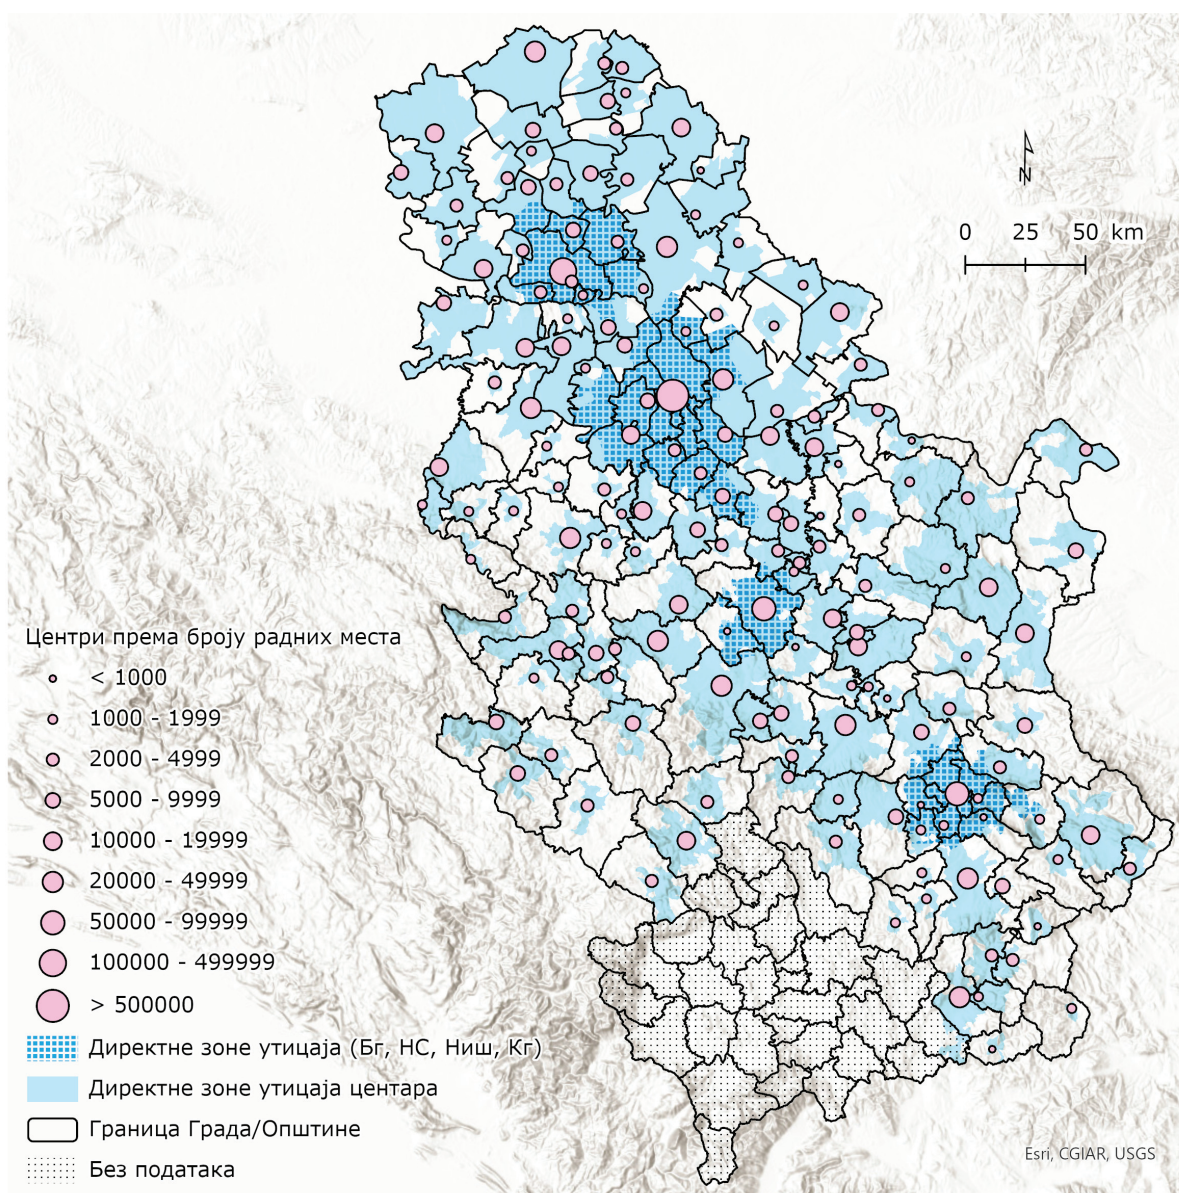 N
0 25 50 km
Центри према броју радних места
< 1000
1000 - 1999
2000 - 4999
5000 - 9999
10000 - 19999
20000 - 49999
50000 - 99999
100000 - 499999
> 500000
Директне зоне утицаја (Бг, НС, Ниш, Кг)
Директне зоне утицаја центара
Граница Града/Општине
Без података
Esri, CGIAR, USGS